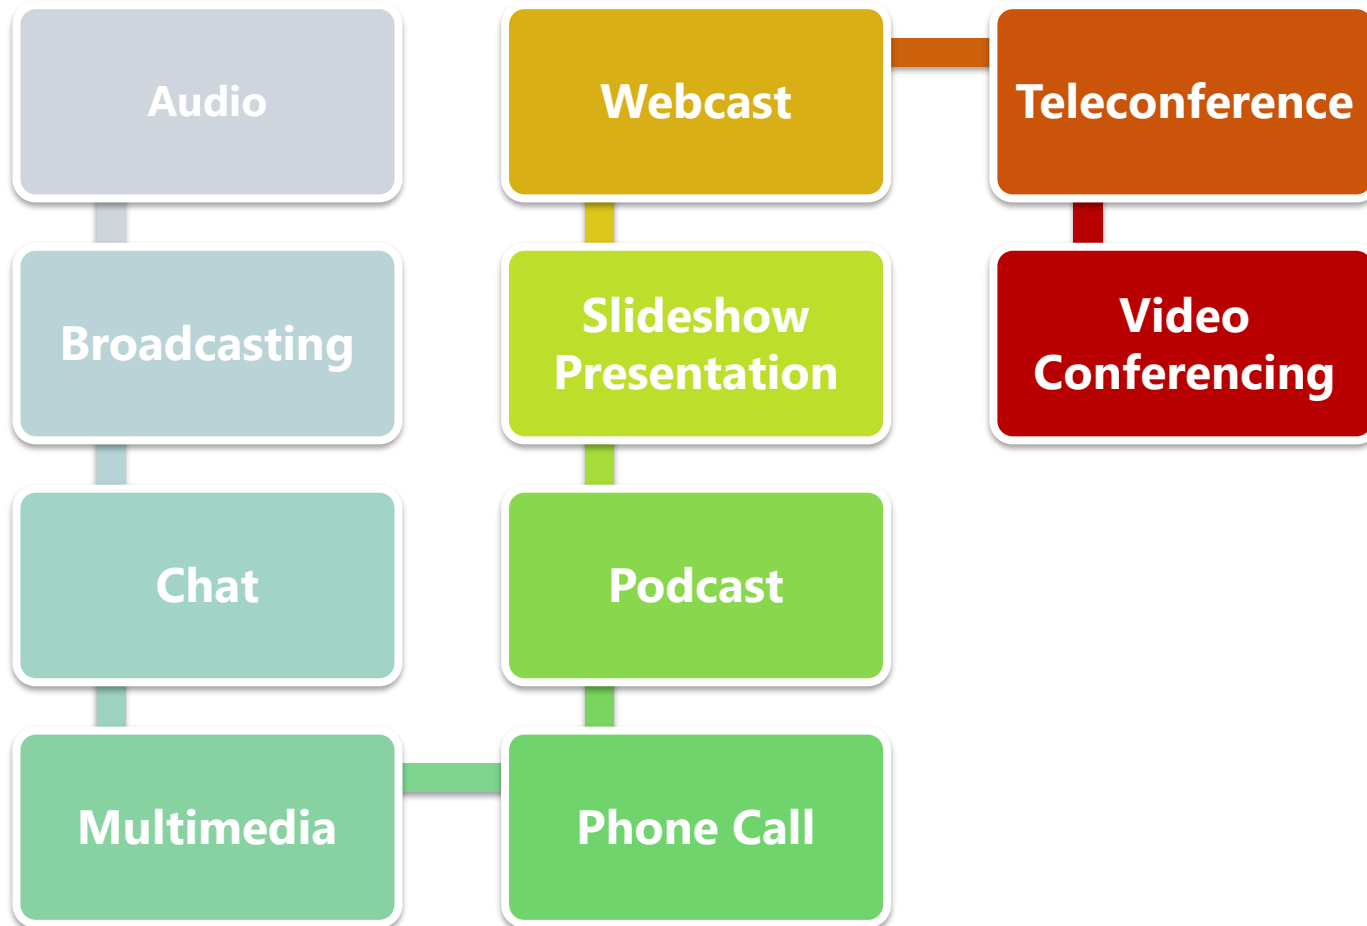 Audio
Broadcasting
Chat
Multimedia
Phone Call
Podcast
Slideshow
Presentation
Webcast
Teleconference
Video
Conferencing